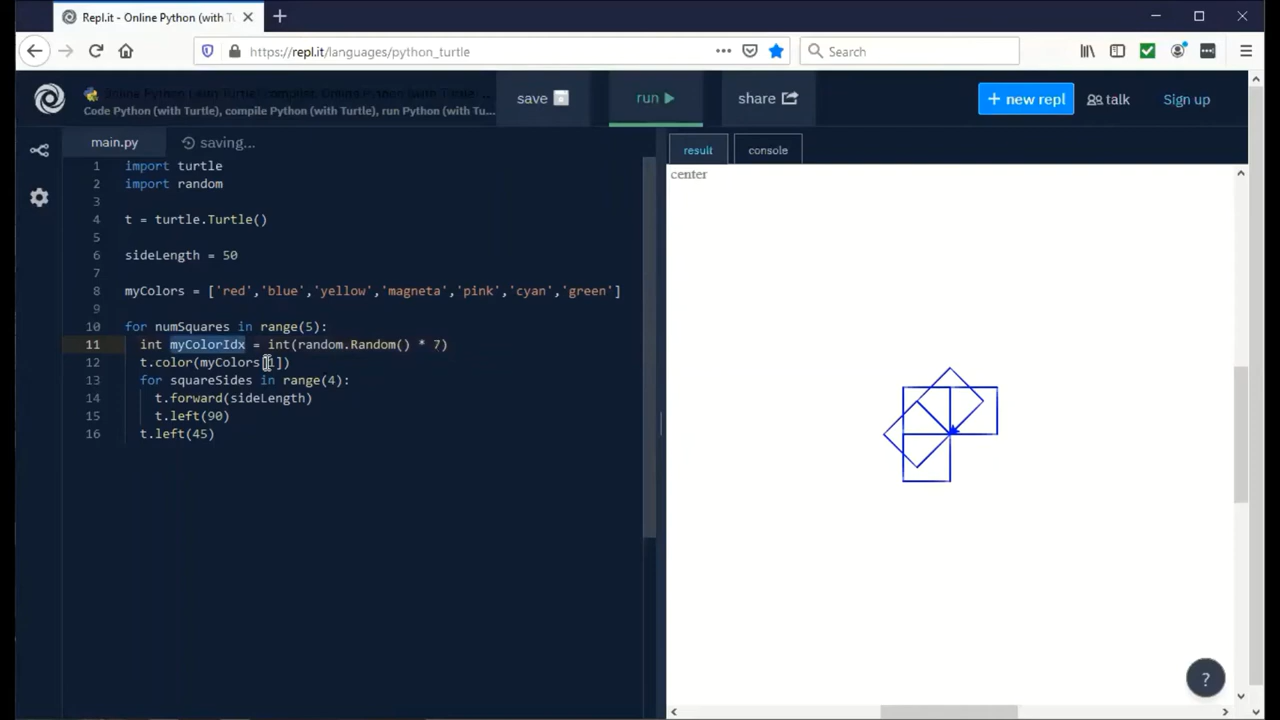 Repl.it - Online Python (with Tu
https://repl.it/languages/python_turtle
Search
Code Python (with Turtle), compile Python (with Turtle), run Python (with Tu...
save
run
share
+ new repl
talk
Sign up
main.py
saving...
result
console
center
1 import turtle
2 import random
3
4 t = turtle.Turtle()
5
6 sideLength = 50
7
8 myColors = ['red','blue','yellow','magneta','pink','cyan','green']
9
10 for numSquares in range(5):
11 int myColorIdx = int(random.Random() * 7)
12 t.color(myColors[1])
13 for squareSides in range(4):
14 t.forward(sideLength)
15 t.left(90)
16 t.left(45)
?